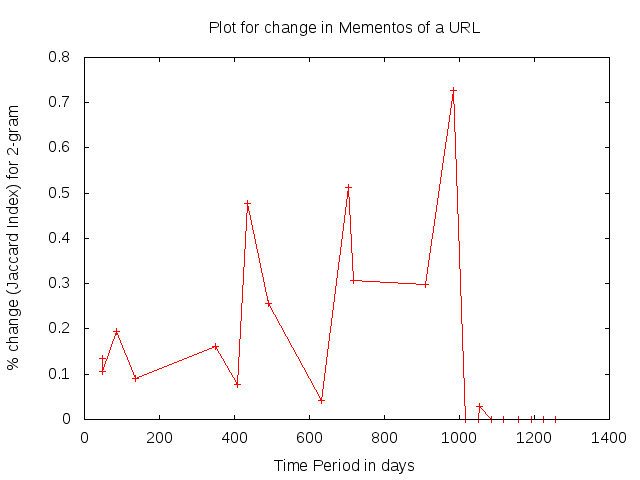 Plot for change in Mementos of a URL
% change (Jaccard Index) for 2-gram
0.8
0.7
0.6
0.5
0.4
0.3
0.2
0.1
0
0 200 400 600 800 1000 1200 1400
Time Period in days